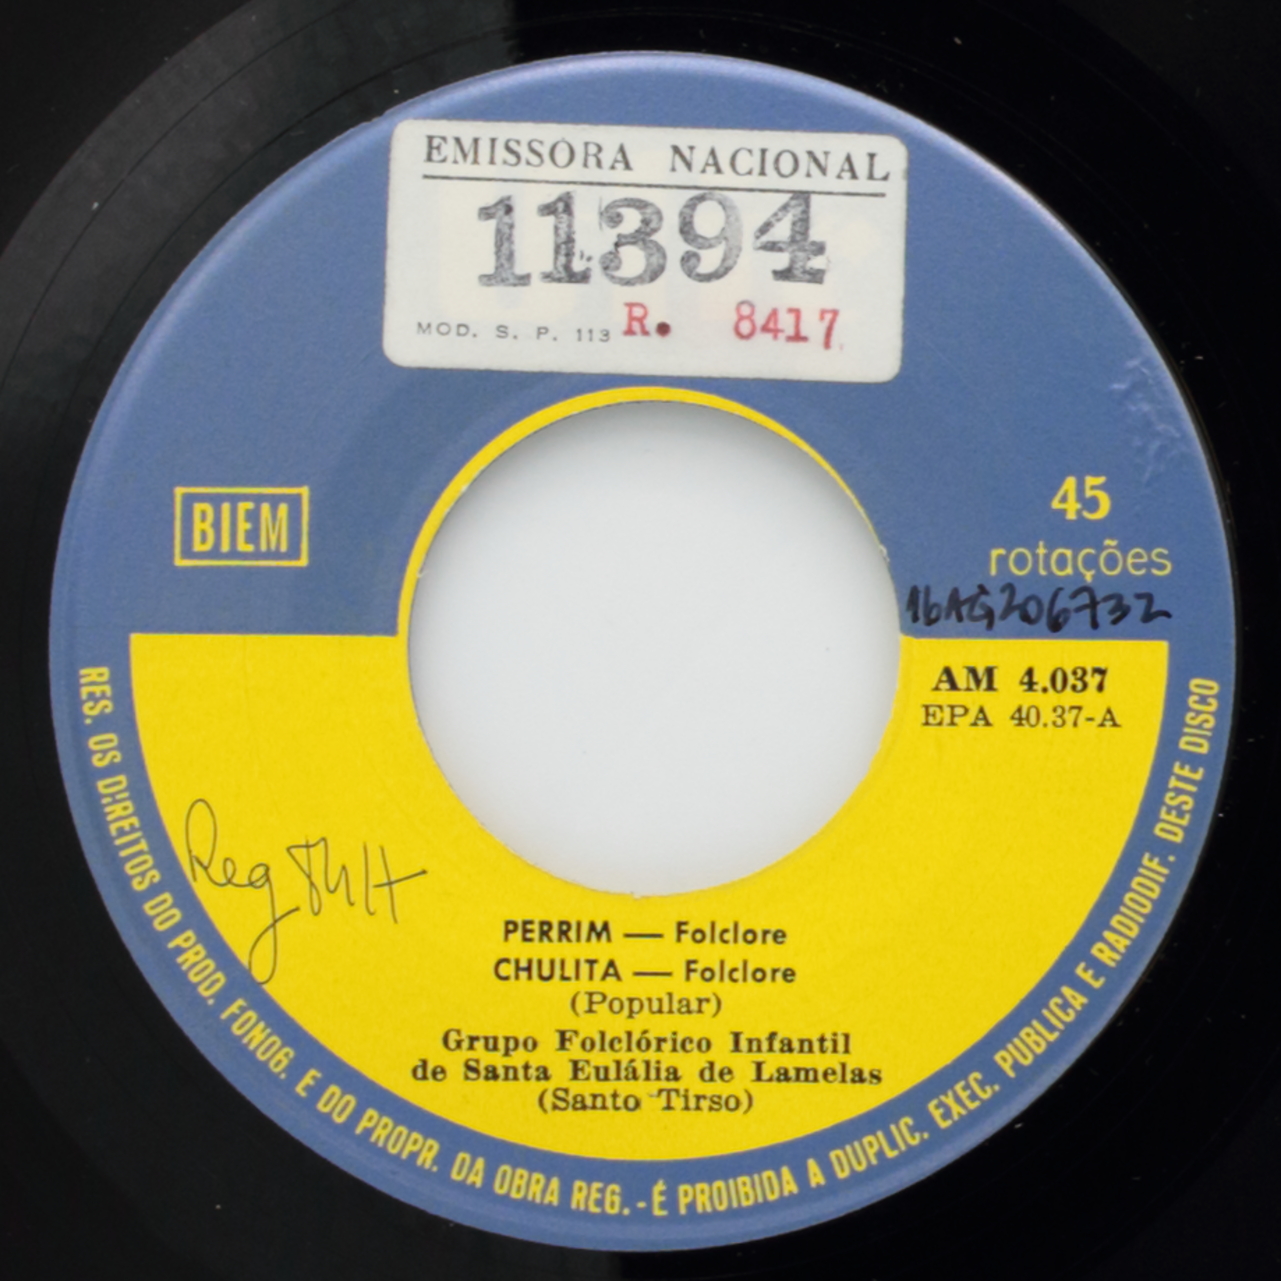 EMISSORA NACIONAL
11394
MOD. S. P. 113 R. 8417
BIEM
45
rotações
16AG206732
AM 4.037
EPA 40.37-A
Reg
PERRIM — Folclore
CHULITA — Folclore
(Popular)
Grupo Folclórico Infantil
de Santa Eulália de Lamelas
(Santo Tirso)
RES. OS DIREITOS DO PROD. FONOG. E DO PROPR. DA OBRA REG. - É PROIBIDA A DUPLIC. EXEC. PUBLICA E RADIODIF. DESTE DISCO